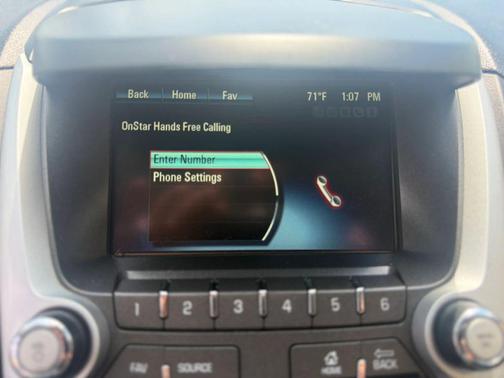 Back Home Fav 71°F 1:07 PM
OnStar Hands Free Calling
Enter Number
Phone Settings
1 2 3 4 5 6
FAV SOURCE HOME BACK